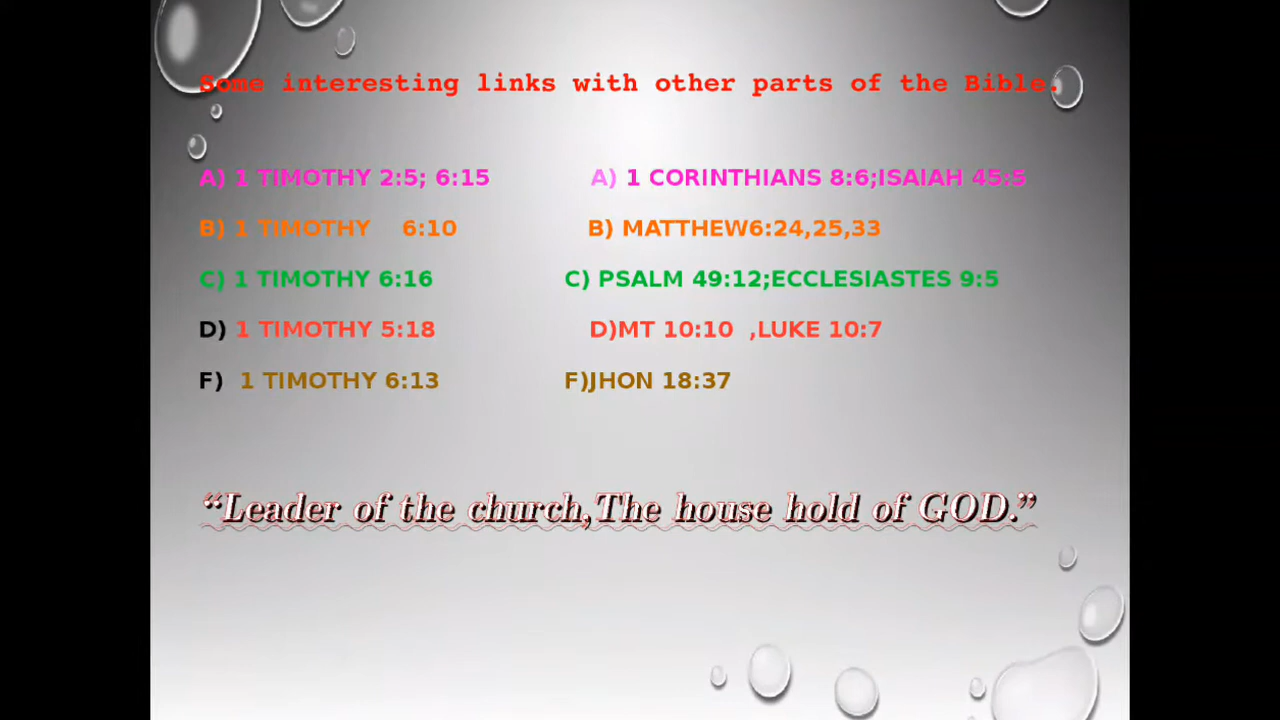 Some interesting links with other parts of the Bible.
A) 1 TIMOTHY 2:5; 6:15 A) 1 CORINTHIANS 8:6;ISAIAH 45:5
B) 1 TIMOTHY 6:10 B) MATTHEW6:24,25,33
C) 1 TIMOTHY 6:16 C) PSALM 49:12;ECCLESIASTES 9:5
D) 1 TIMOTHY 5:18 D)MT 10:10 ,LUKE 10:7
F) 1 TIMOTHY 6:13 F)JHON 18:37
“Leader of the church,The house hold of GOD.”